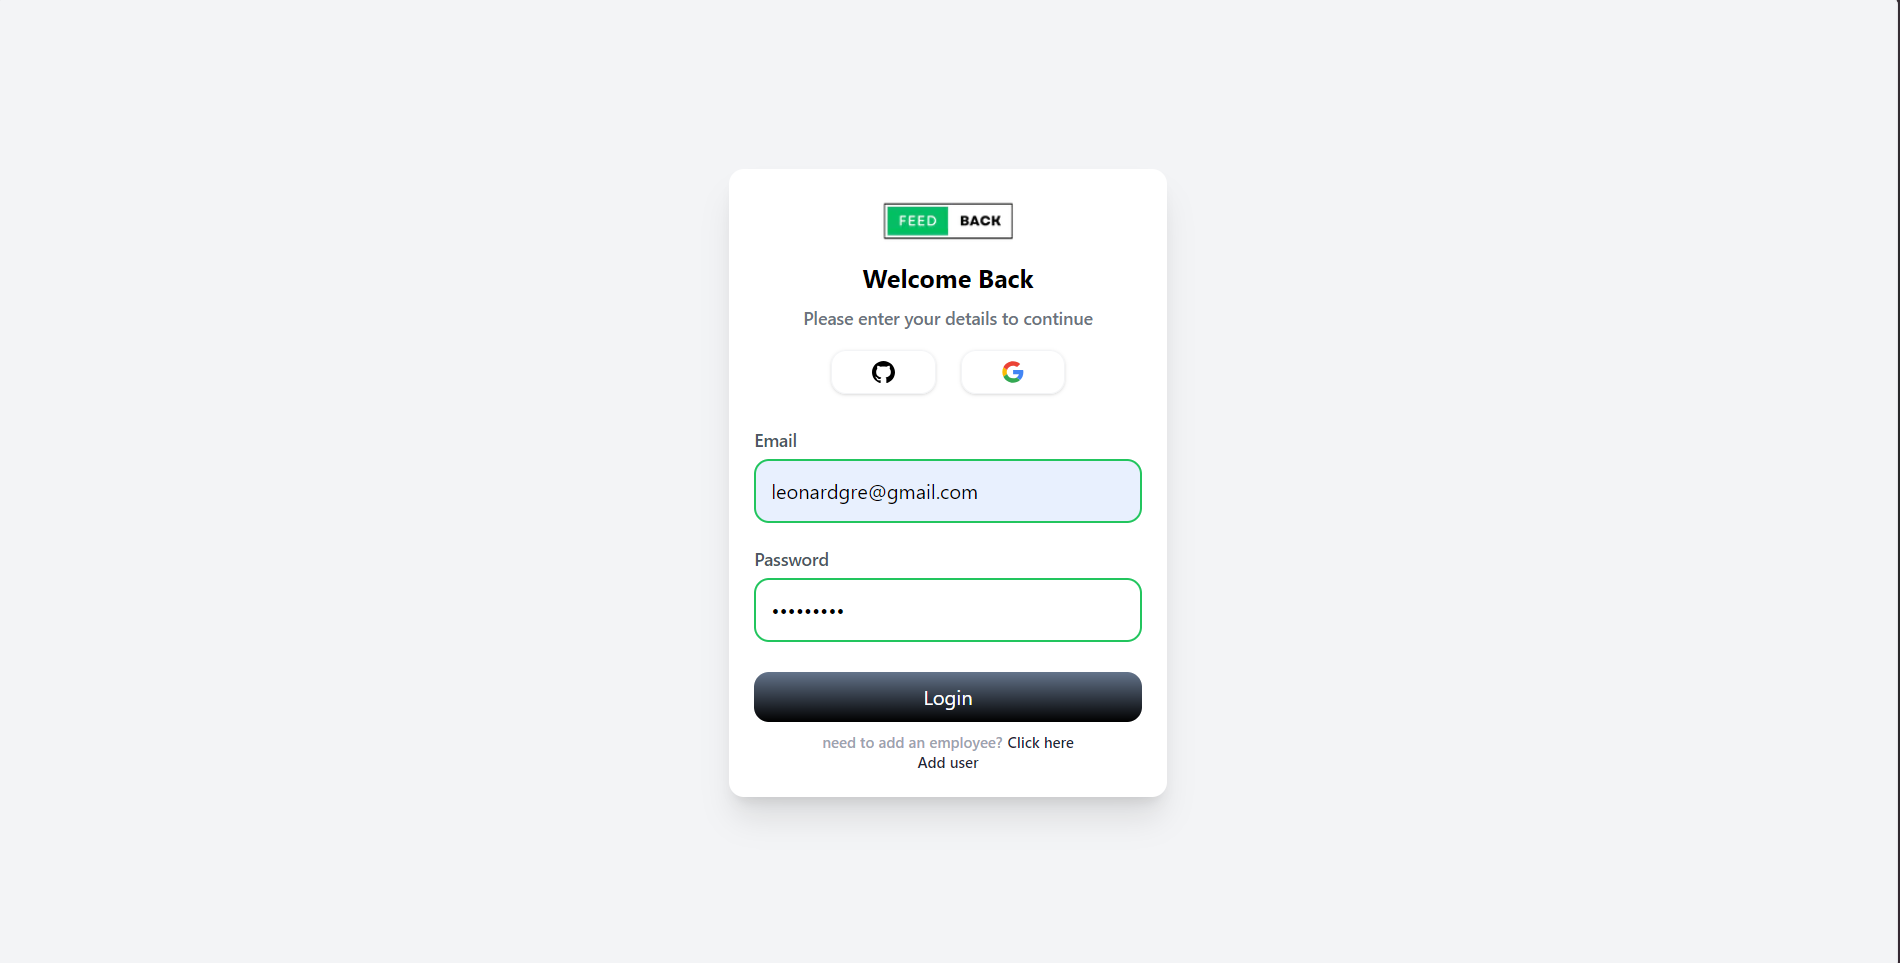 FEED BACK
Welcome Back
Please enter your details to continue
Email
leonardgre@gmail.com
Password
•••••••••
Login
need to add an employee? Click here
Add user